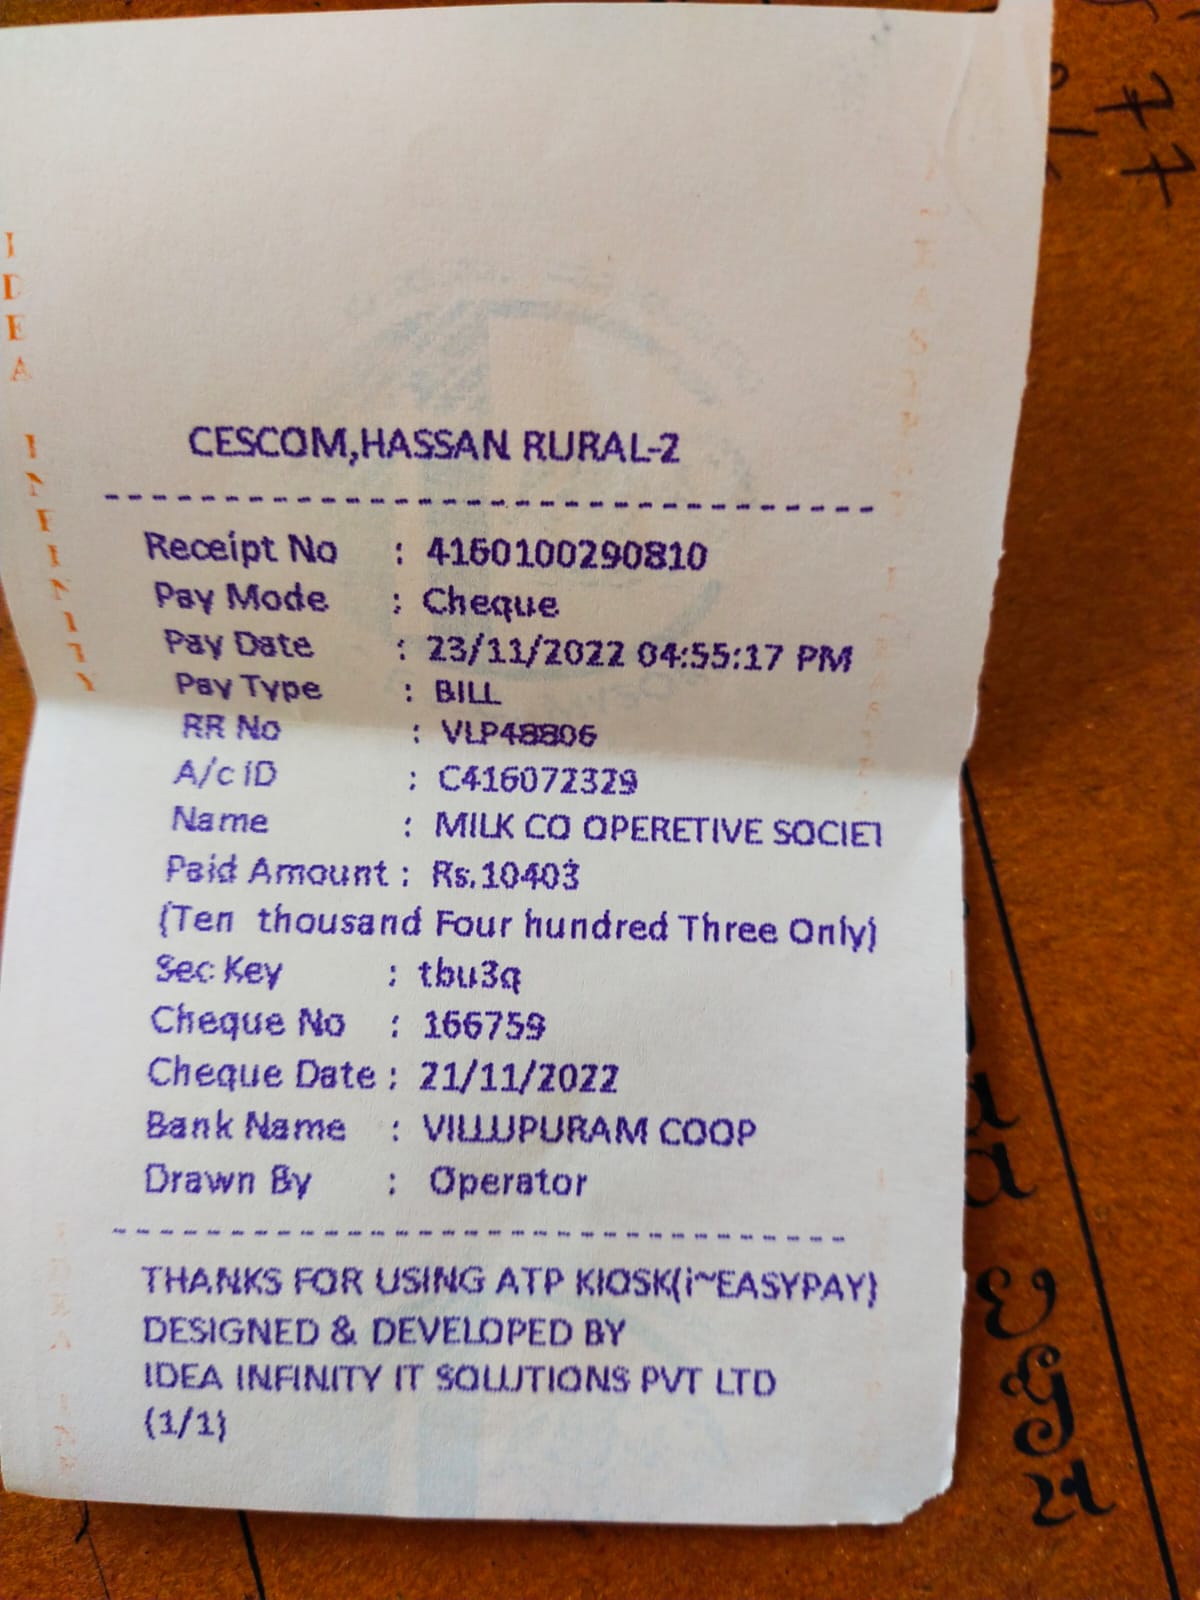 CESCOM,HASSAN RURAL-2
Receipt No : 4160100290810
Pay Mode : Cheque
Pay Date : 23/11/2022 04:55:17 PM
Pay Type : BILL
RR No : VLP48806
A/c ID : C416072329
Name : MILK CO OPERETIVE SOCIET
Paid Amount : Rs.10403
(Ten thousand Four hundred Three Only)
Sec Key : tbu3q
Cheque No : 166759
Cheque Date : 21/11/2022
Bank Name : VILLUPURAM COOP
Drawn By : Operator
THANKS FOR USING ATP KIOSK(i~EASYPAY)
DESIGNED & DEVELOPED BY
IDEA INFINITY IT SOLUTIONS PVT LTD
(1/1)
IDEA INFINITY